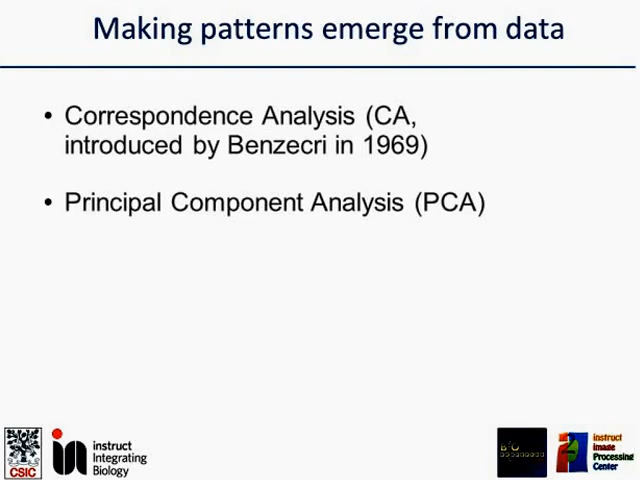 Making patterns emerge from data
• Correspondence Analysis (CA,
introduced by Benzecri in 1969)
• Principal Component Analysis (PCA)
CSIC
instruct
Integrating
Biology
instruct
Image
Processing
Center